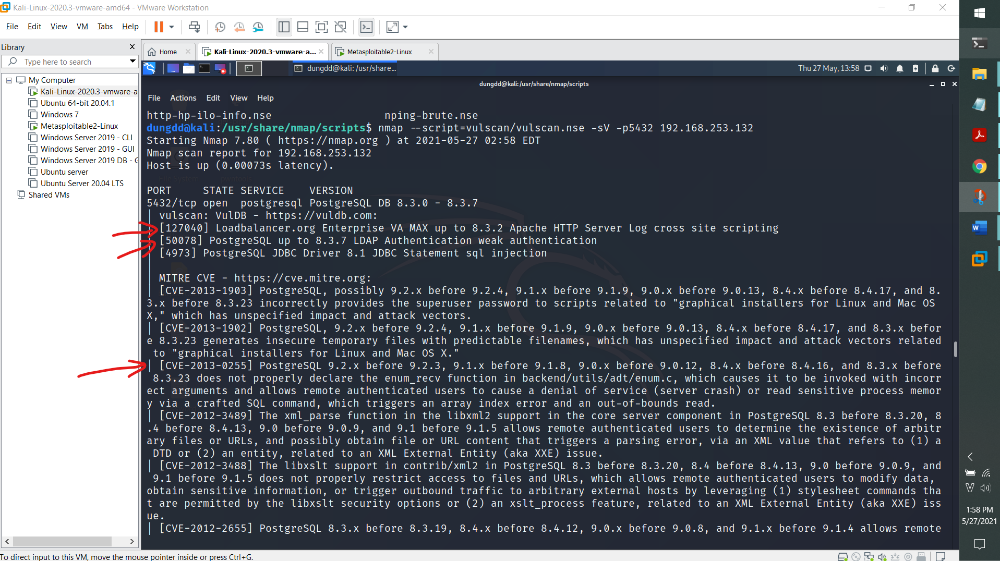 Kali-Linux-2020.3-vmware-amd64 - VMware Workstation
File Edit View VM Tabs Help
Library
Type here to search
My Computer
Kali-Linux-2020.3-vmware-a
Ubuntu 64-bit 20.04.1
Windows 7
Metasploitable2-Linux
Windows Server 2019 - CLI
Windows Server 2019 - GUI
Windows Server 2019 DB - G
Ubuntu server
Ubuntu Server 20.04 LTS
Shared VMs
Home
Kali-Linux-2020.3-vmware-a...
Metasploitable2-Linux
dungdd@kali: /usr/share...
Thu 27 May, 13:58
dungdd@kali: /usr/share/nmap/scripts
File Actions Edit View Help
http-hp-ilo-info.nse nping-brute.nse
dungdd@kali:/usr/share/nmap/scripts$ nmap --script=vulscan/vulscan.nse -sV -p5432 192.168.253.132
Starting Nmap 7.80 ( https://nmap.org ) at 2021-05-27 02:58 EDT
Nmap scan report for 192.168.253.132
Host is up (0.00073s latency).
PORT STATE SERVICE VERSION
5432/tcp open postgresql PostgreSQL DB 8.3.0 - 8.3.7
| vulscan: VulDB - https://vuldb.com:
| [127040] Loadbalancer.org Enterprise VA MAX up to 8.3.2 Apache HTTP Server Log cross site scripting
| [50078] PostgreSQL up to 8.3.7 LDAP Authentication weak authentication
| [4973] PostgreSQL JDBC Driver 8.1 JDBC Statement sql injection
|
| MITRE CVE - https://cve.mitre.org:
| [CVE-2013-1903] PostgreSQL, possibly 9.2.x before 9.2.4, 9.1.x before 9.1.9, 9.0.x before 9.0.13, 8.4.x before 8.4.17, and 8.
3.x before 8.3.23 incorrectly provides the superuser password to scripts related to "graphical installers for Linux and Mac OS
X," which has unspecified impact and attack vectors.
| [CVE-2013-1902] PostgreSQL, 9.2.x before 9.2.4, 9.1.x before 9.1.9, 9.0.x before 9.0.13, 8.4.x before 8.4.17, and 8.3.x befor
e 8.3.23 generates insecure temporary files with predictable filenames, which has unspecified impact and attack vectors related
to "graphical installers for Linux and Mac OS X."
| [CVE-2013-0255] PostgreSQL 9.2.x before 9.2.3, 9.1.x before 9.1.8, 9.0.x before 9.0.12, 8.4.x before 8.4.16, and 8.3.x before
8.3.23 does not properly declare the enum_recv function in backend/utils/adt/enum.c, which causes it to be invoked with incorr
ect arguments and allows remote authenticated users to cause a denial of service (server crash) or read sensitive process memor
y via a crafted SQL command, which triggers an array index error and an out-of-bounds read.
| [CVE-2012-3489] The xml_parse function in the libxml2 support in the core server component in PostgreSQL 8.3 before 8.3.20, 8
.4 before 8.4.13, 9.0 before 9.0.9, and 9.1 before 9.1.5 allows remote authenticated users to determine the existence of arbitr
ary files or URLs, and possibly obtain file or URL content that triggers a parsing error, via an XML value that refers to (1) a
DTD or (2) an entity, related to an XML External Entity (aka XXE) issue.
| [CVE-2012-3488] The libxslt support in contrib/xml2 in PostgreSQL 8.3 before 8.3.20, 8.4 before 8.4.13, 9.0 before 9.0.9, and
9.1 before 9.1.5 does not properly restrict access to files and URLs, which allows remote authenticated users to modify data,
obtain sensitive information, or trigger outbound traffic to arbitrary external hosts by leveraging (1) stylesheet commands tha
t are permitted by the libxslt security options or (2) an xslt_process feature, related to an XML External Entity (aka XXE) iss
ue.
| [CVE-2012-2655] PostgreSQL 8.3.x before 8.3.19, 8.4.x before 8.4.12, 9.0.x before 9.0.8, and 9.1.x before 9.1.4 allows remote
1:58 PM
5/27/2021
To direct input to this VM, move the mouse pointer inside or press Ctrl+G.